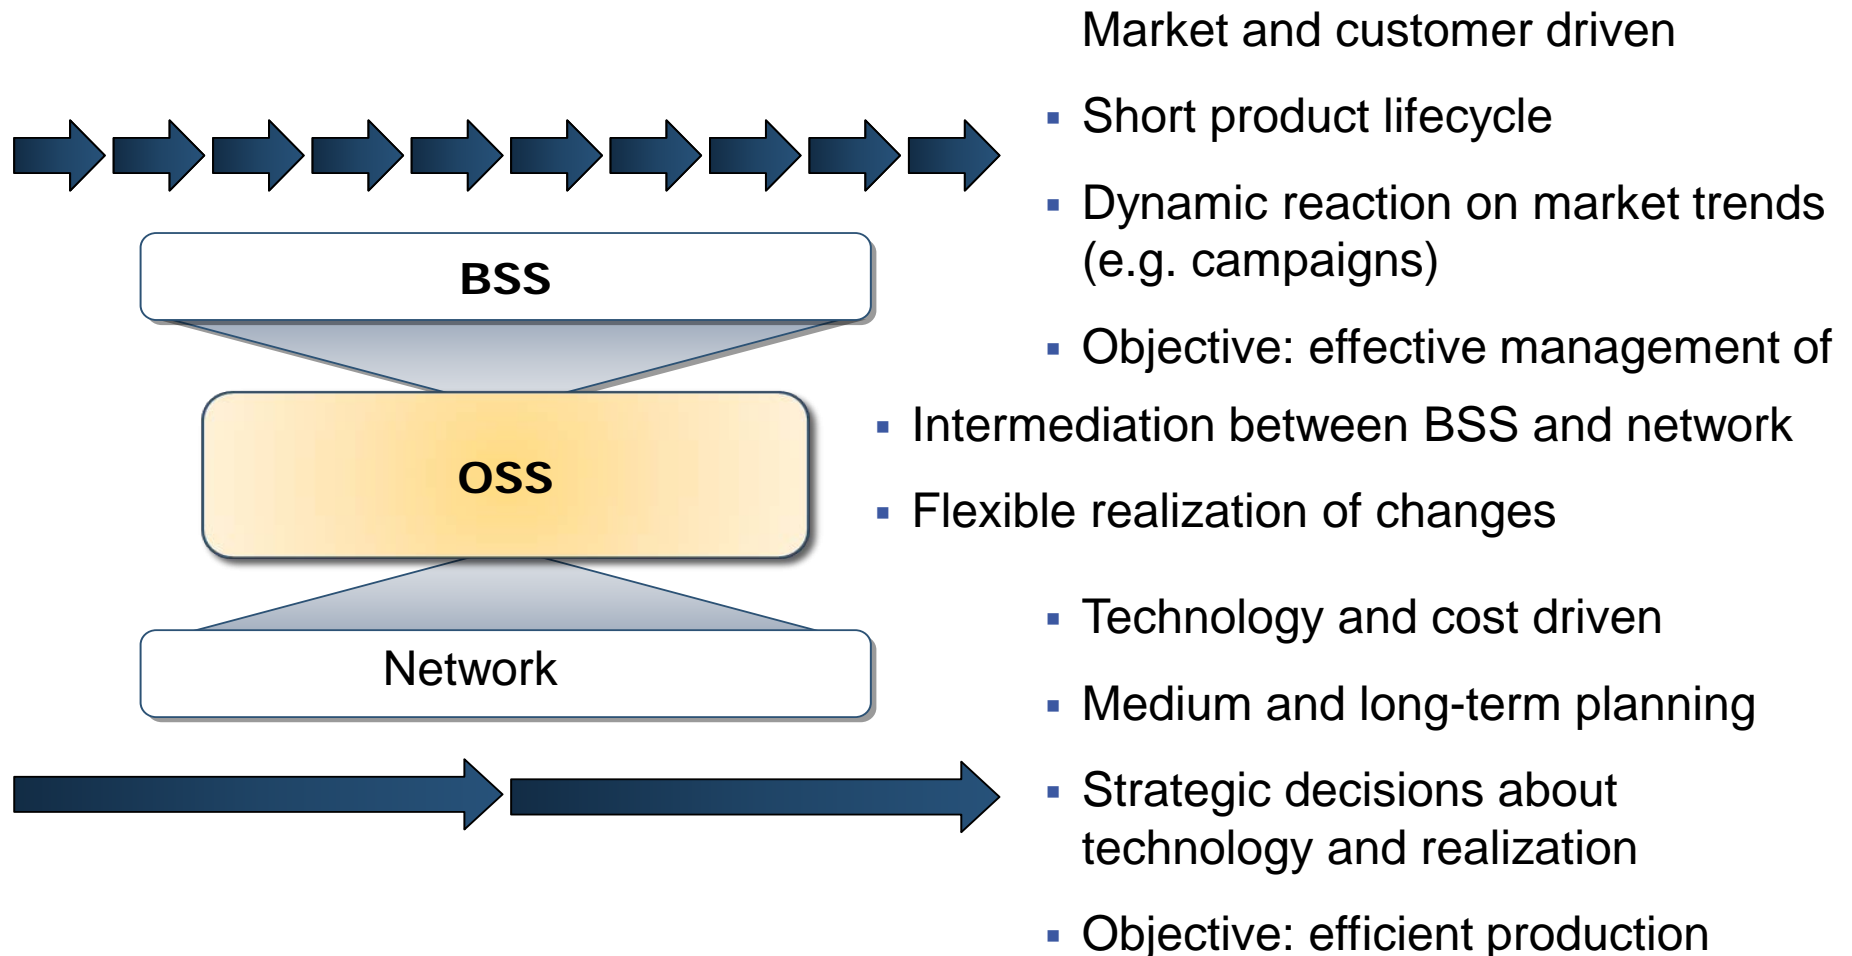 Market and customer driven
▪ Short product lifecycle
▪ Dynamic reaction on market trends
(e.g. campaigns)
▪ Objective: effective management of
BSS
▪ Intermediation between BSS and network
OSS
▪ Flexible realization of changes
▪ Technology and cost driven
Network
▪ Medium and long-term planning
▪ Strategic decisions about
technology and realization
▪ Objective: efficient production